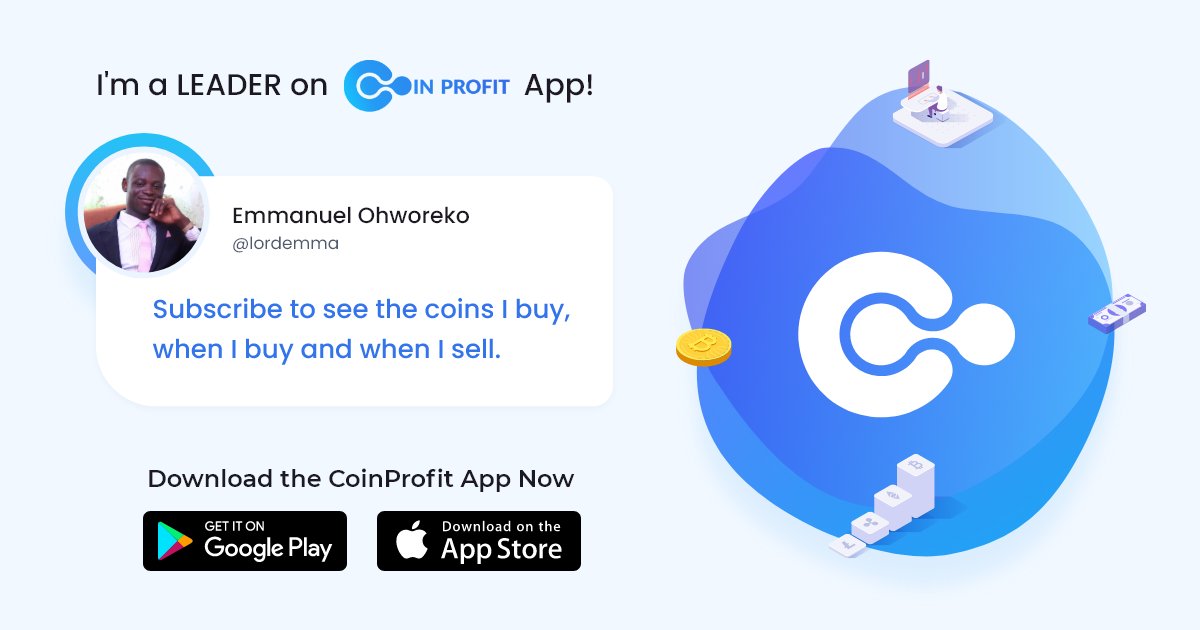 I'm a LEADER on COIN PROFIT App!
Emmanuel Ohworeko
@lordemma
Subscribe to see the coins I buy,
when I buy and when I sell.
Download the CoinProfit App Now
GET IT ON
Google Play
Download on the
App Store